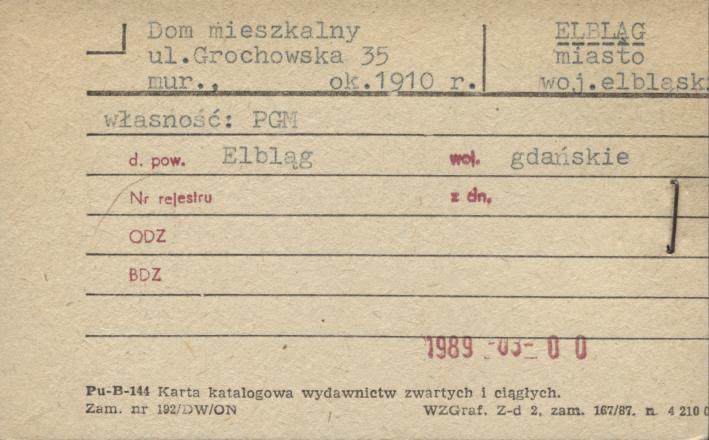 Dom mieszkalny
ul.Grochowska 35
mur., ok.1910 r.
ELBLĄG
miasto
woj.elbląski
własność: PGM
d. pow. Elbląg woj. gdańskie
Nr rejestru z dn.
ODZ
BDZ
1989 -03- 0 0
Pu-B-144 Karta katalogowa wydawnictw zwartych i ciągłych.
Zam. nr 192/DW/ON WZGraf. Z-d 2, zam. 167/87. n. 4 210 0